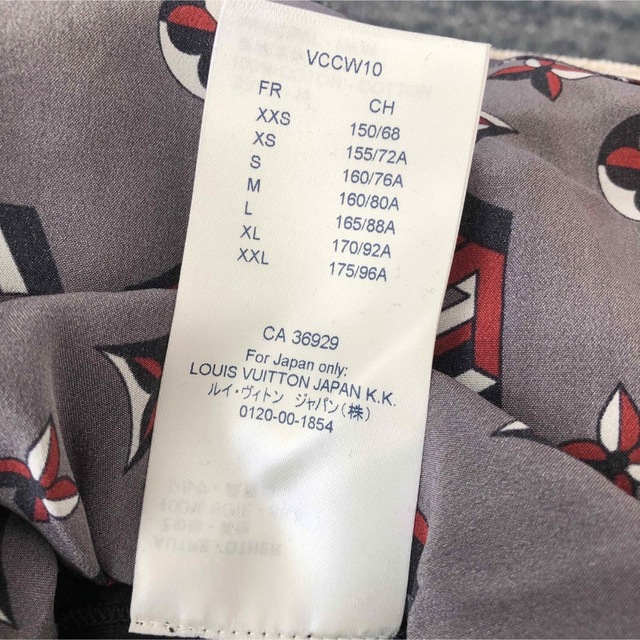 VCCW10
FR CH
XXS 150/68
XS 155/72A
S 160/76A
M 160/80A
L 165/88A
XL 170/92A
XXL 175/96A
CA 36929
For Japan only:
LOUIS VUITTON JAPAN K.K.
ルイ・ヴィトン ジャパン(株)
0120-00-1854